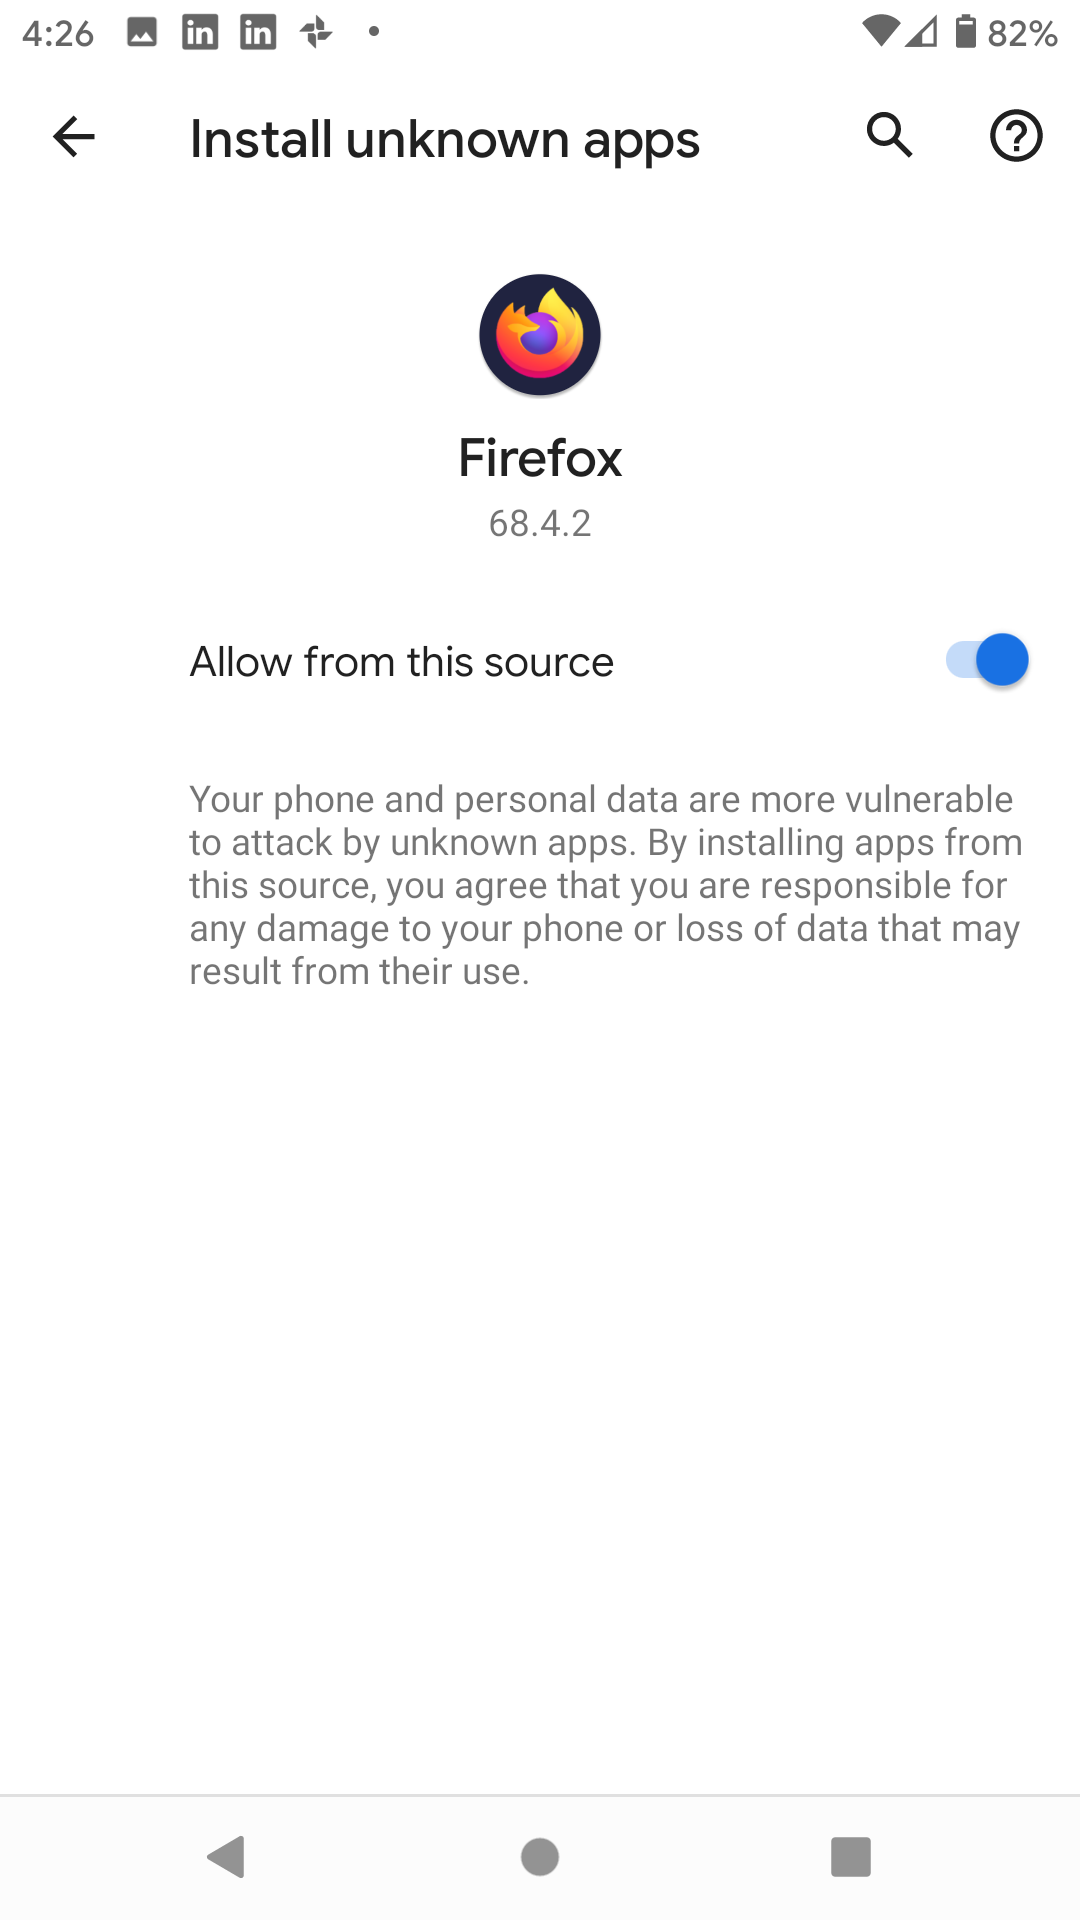 4:26 in in 82%
Install unknown apps
Firefox
68.4.2
Allow from this source
Your phone and personal data are more vulnerable
to attack by unknown apps. By installing apps from
this source, you agree that you are responsible for
any damage to your phone or loss of data that may
result from their use.